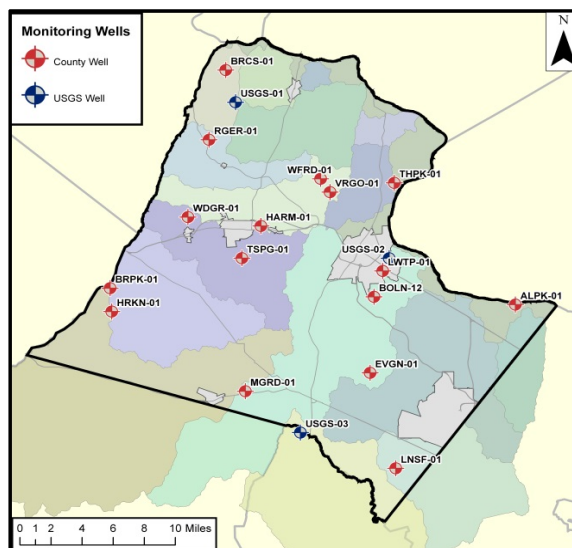 Monitoring Wells
County Well
USGS Well
N
BRCS-01
USGS-01
RGER-01
WFRD-01
THPK-01
VRGO-01
WDGR-01
HARM-01
USGS-02
TSPG-01
LWTP-01
BRPK-01
BOLN-12
ALPK-01
HRKN-01
EVGN-01
MGRD-01
USGS-03
LNSF-01
0 1 2 4 6 8 10 Miles